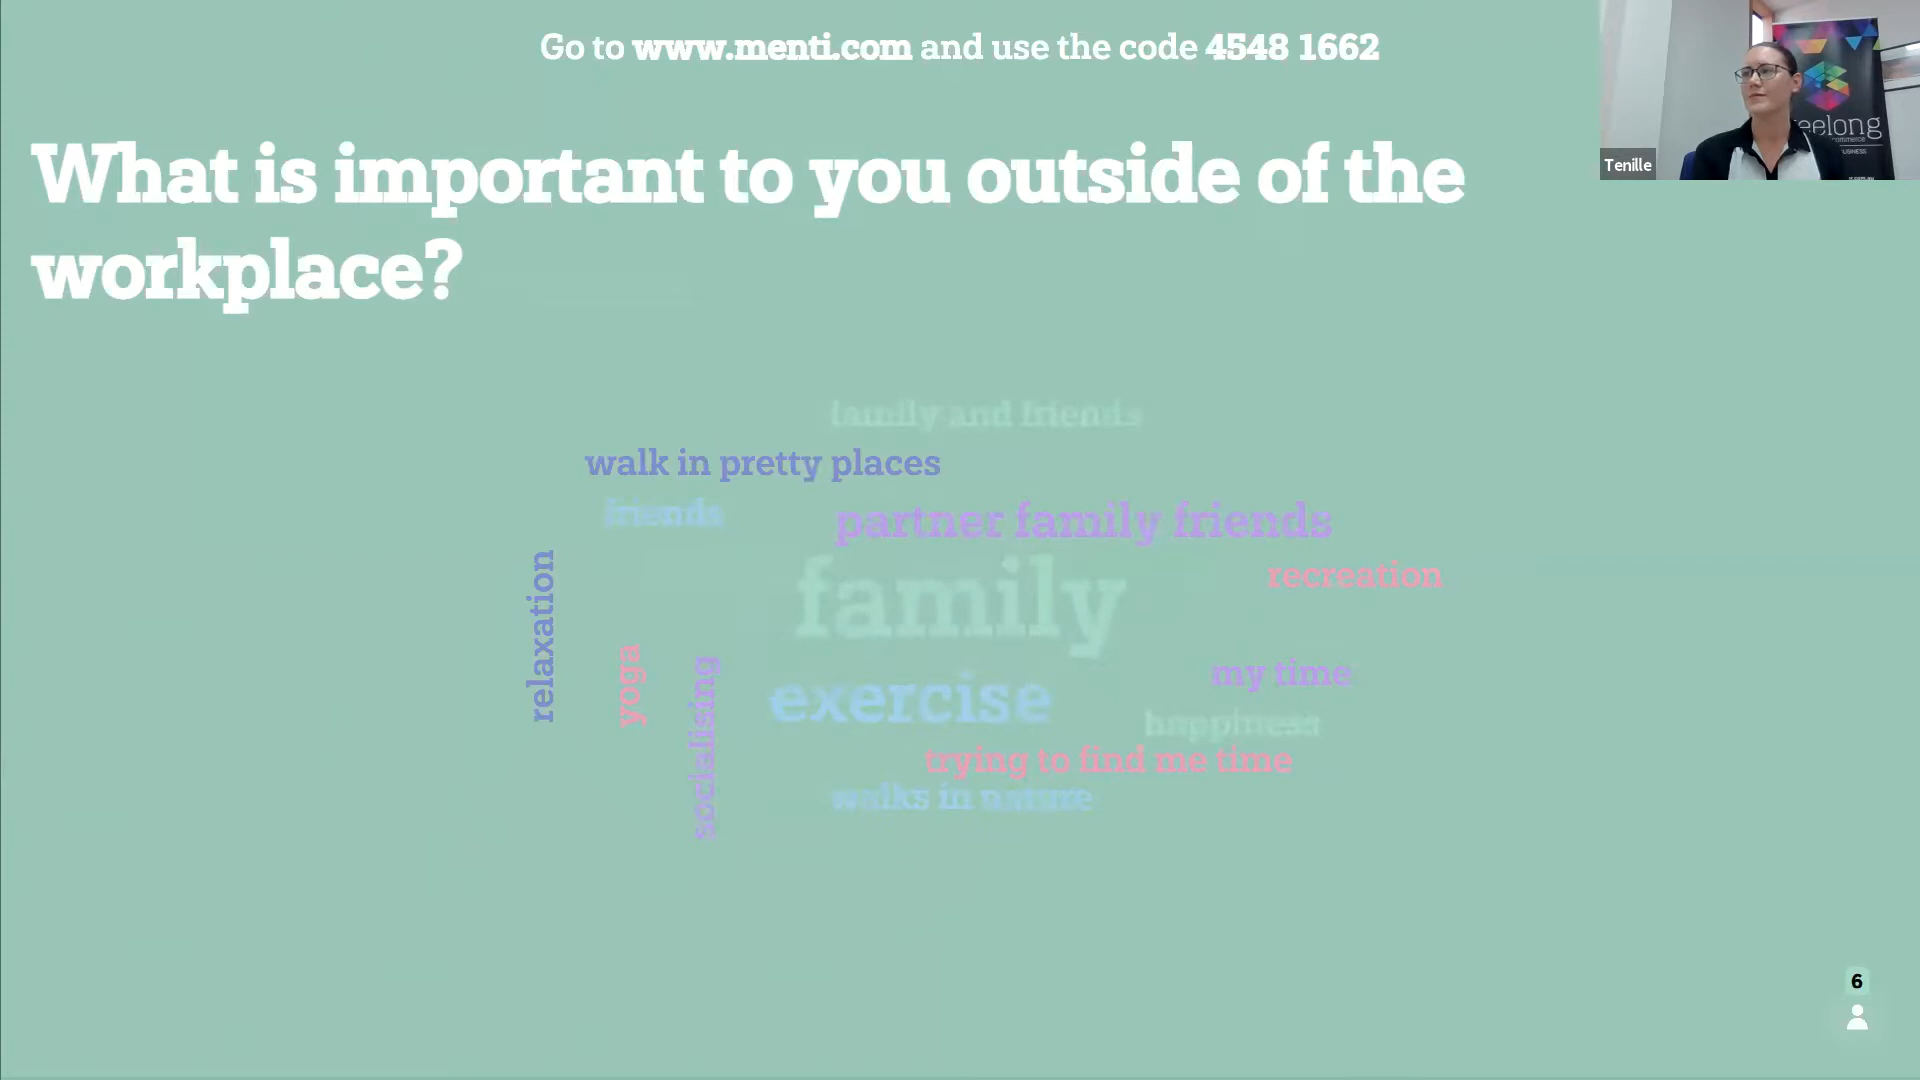 Go to www.menti.com and use the code 4548 1662
What is important to you outside of the
workplace?
Tenille
eelong
family and friends
walk in pretty places
friends
partner family friends
family
recreation
relaxation
yoga
socialising
exercise
my time
happiness
trying to find me time
walks in nature
6